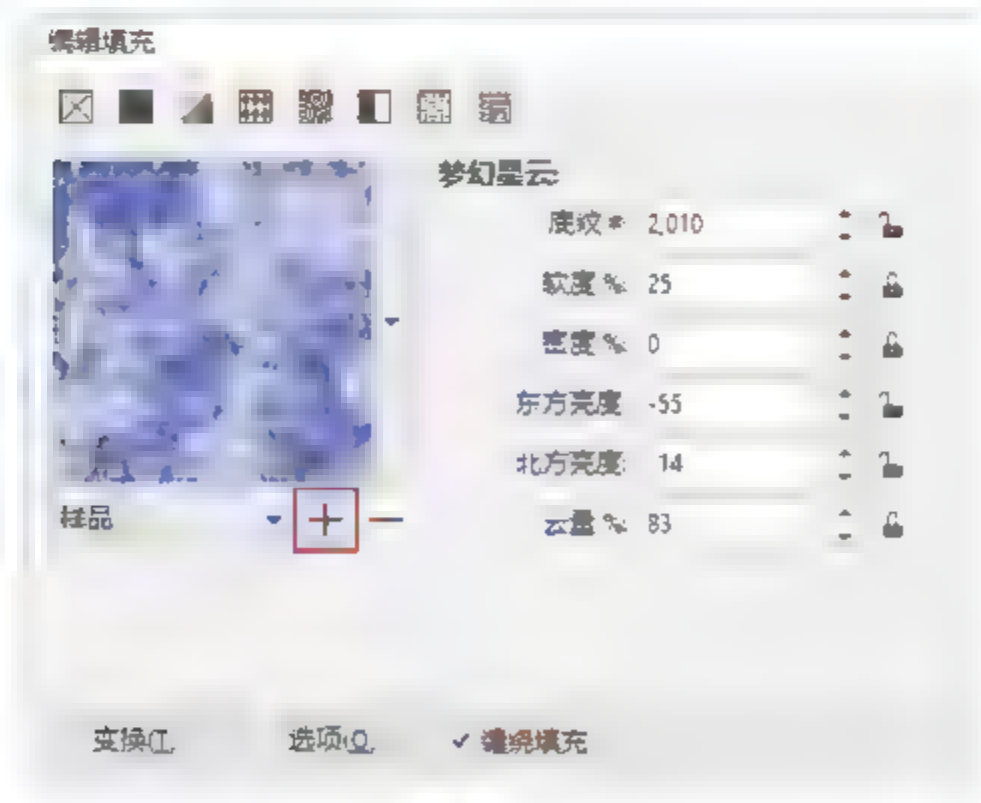 编辑填充
梦幻星云
底纹 #: 2,010
软度 %: 25
密度 %: 0
东方亮度: -55
北方亮度: 14
样品
云量 %: 83
变换(T)
选项(O)
✓ 缠绕填充